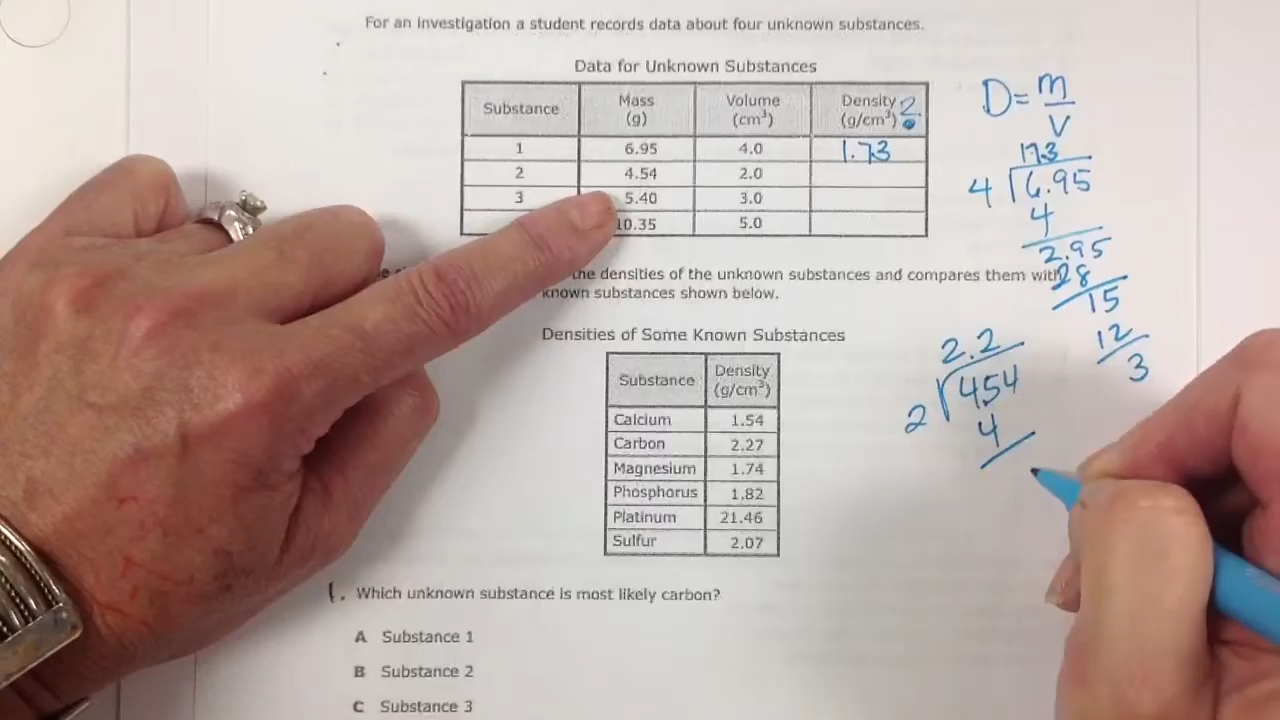 For an investigation a student records data about four unknown substances.
Data for Unknown Substances
Substance Mass (g) Volume (cm³) Density (g/cm³) ?
1 6.95 4.0 1.73
2 4.54 2.0
3 5.40 3.0
10.35 5.0
the densities of the unknown substances and compares them with
known substances shown below.
Densities of Some Known Substances
Substance Density (g/cm³)
Calcium 1.54
Carbon 2.27
Magnesium 1.74
Phosphorus 1.82
Platinum 21.46
Sulfur 2.07
1. Which unknown substance is most likely carbon?
A Substance 1
B Substance 2
C Substance 3
D = m
V
1.73
4 6.95
4
2.95
28
15
12
3
2.2
2 454
4